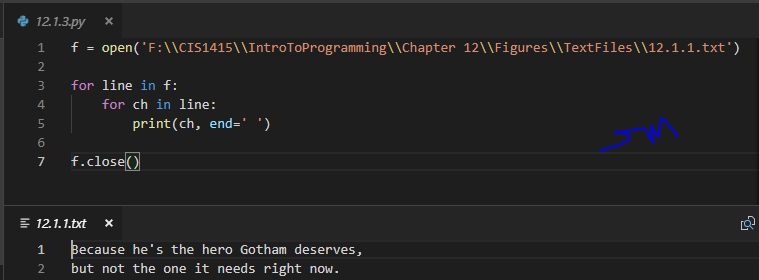 12.1.3.py ×
1 f = open('F:\\CIS1415\\IntroToProgramming\\Chapter 12\\Figures\\TextFiles\\12.1.1.txt')
2
3 for line in f:
4 for ch in line:
5 print(ch, end=' ')
6
7 f.close()
12.1.1.txt ×
1 Because he's the hero Gotham deserves,
2 but not the one it needs right now.